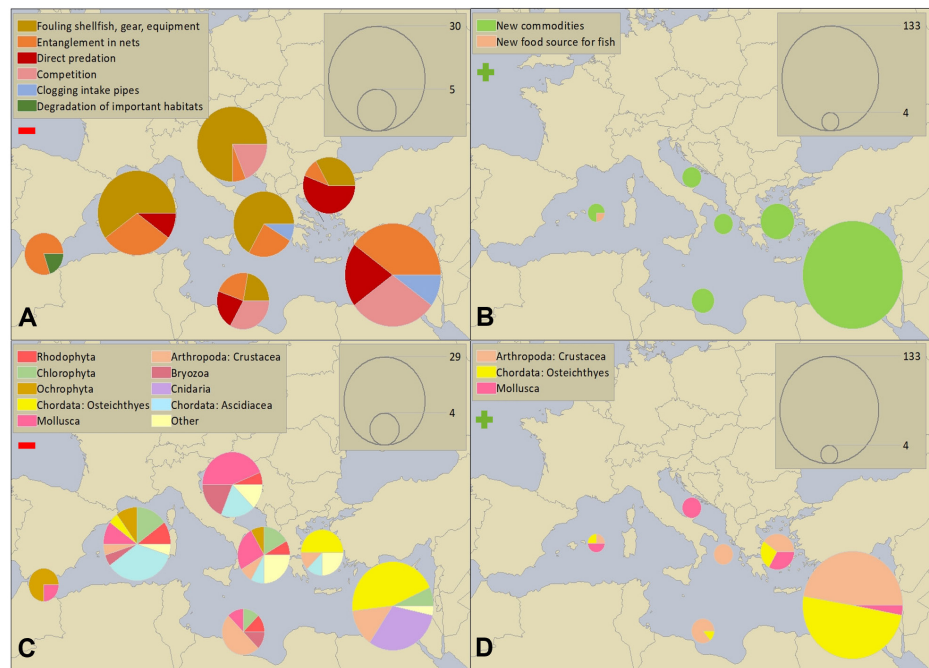 Fouling shellfish, gear, equipment
Entanglement in nets
Direct predation
Competition
Clogging intake pipes
Degradation of important habitats
30
5
A
New commodities
New food source for fish
133
4
B
Rhodophyta
Chlorophyta
Ochrophyta
Chordata: Osteichthyes
Mollusca
Arthropoda: Crustacea
Bryozoa
Cnidaria
Chordata: Ascidiacea
Other
29
4
C
Arthropoda: Crustacea
Chordata: Osteichthyes
Mollusca
133
4
D